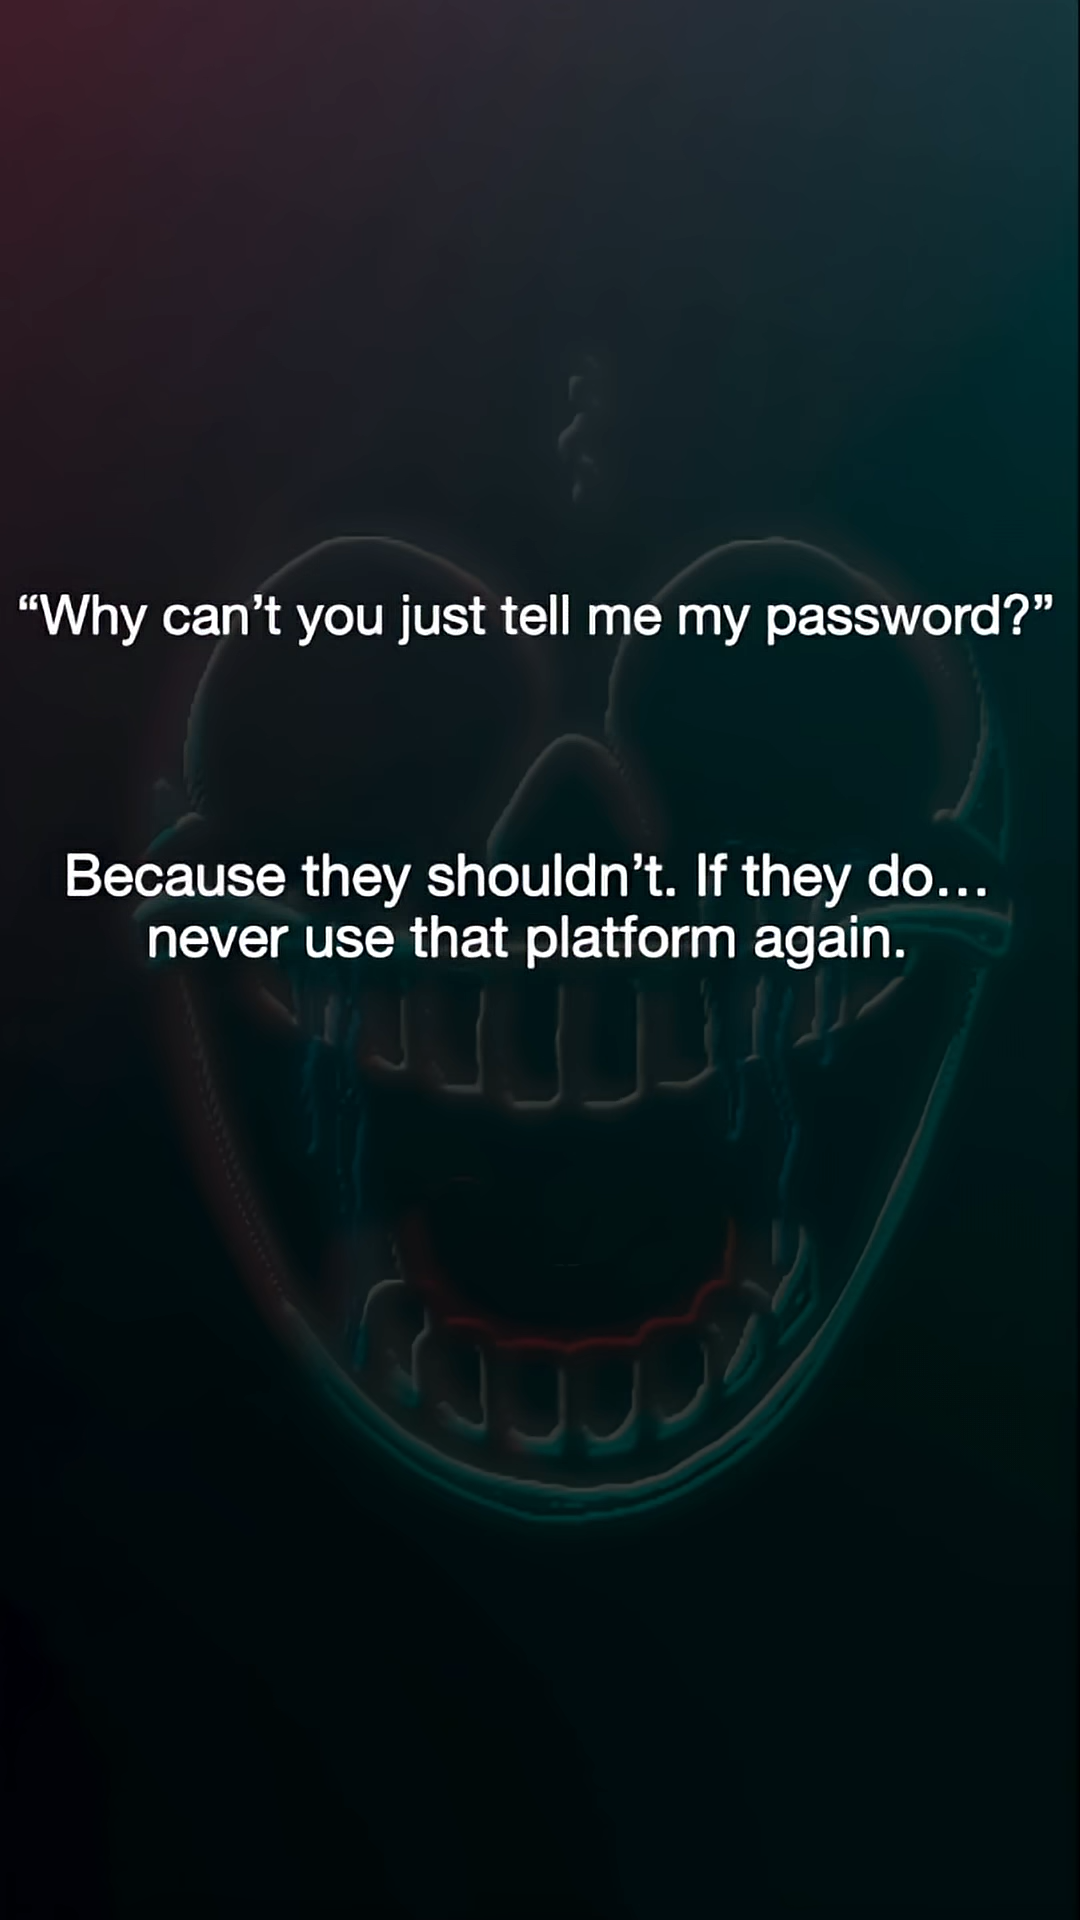 “Why can’t you just tell me my password?”
Because they shouldn’t. If they do…
never use that platform again.